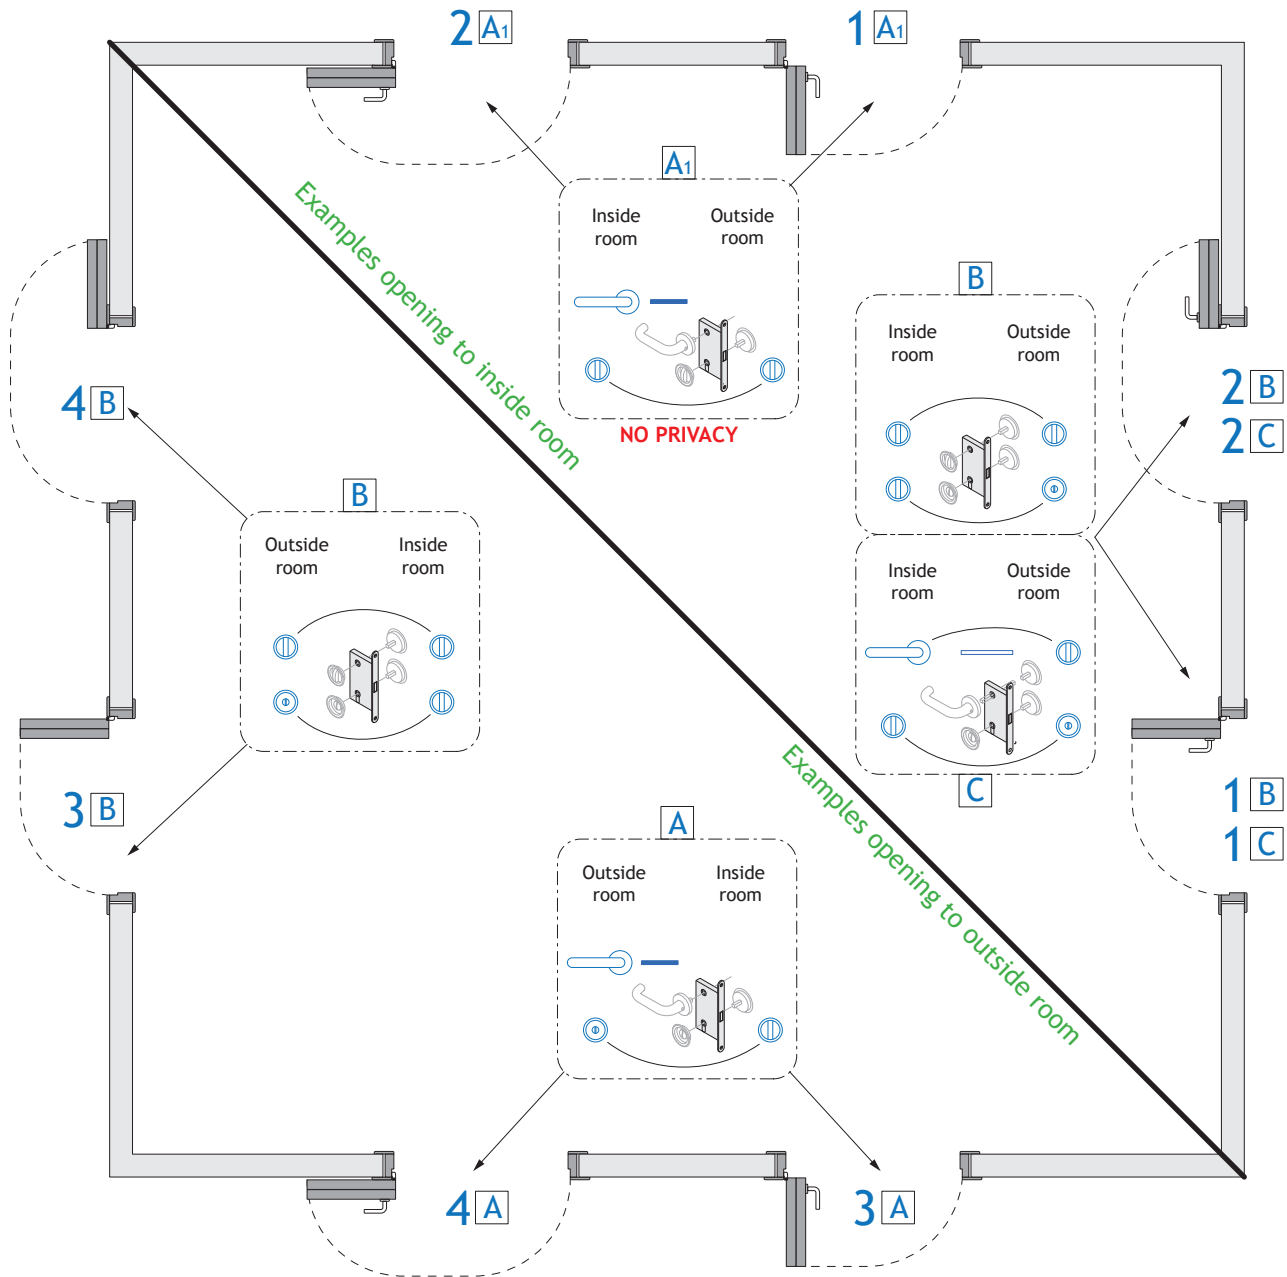 2 A1
1 A1
A1
Inside
room
Outside
room
NO PRIVACY
Examples opening to inside room
B
Inside
room
Outside
room
2 B
2 C
4 B
B
Outside
room
Inside
room
Inside
room
Outside
room
C
3 B
1 B
1 C
A
Outside
room
Inside
room
Examples opening to outside room
4 A
3 A